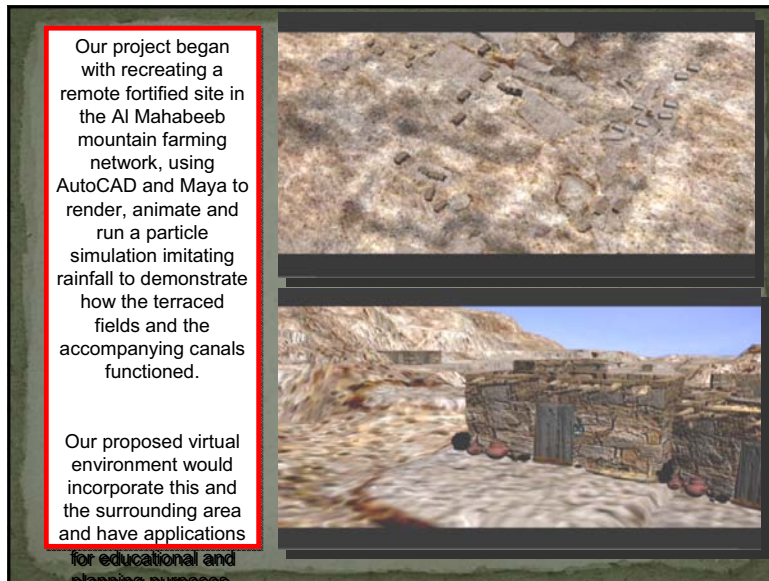 Our project began
with recreating a
remote fortified site in
the Al Mahabeeb
mountain farming
network, using
AutoCAD and Maya to
render, animate and
run a particle
simulation imitating
rainfall to demonstrate
how the terraced
fields and the
accompanying canals
functioned.
Our proposed virtual
environment would
incorporate this and
the surrounding area
and have applications
for educational and
planning purposes.